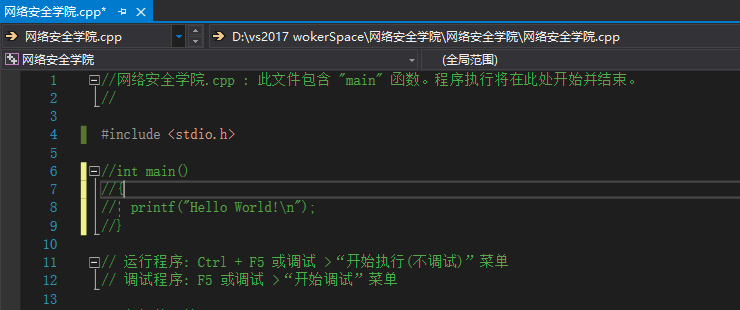 网络安全学院.cpp*
网络安全学院.cpp D:\vs2017 wokerSpace\网络安全学院\网络安全学院\网络安全学院.cpp
网络安全学院 (全局范围)
1 //网络安全学院.cpp : 此文件包含 "main" 函数。程序执行将在此处开始并结束。
2 //
3
4 #include <stdio.h>
5
6 //int main()
7 //{
8 // printf("Hello World!\n");
9 //}
10
11 // 运行程序: Ctrl + F5 或调试 >“开始执行(不调试)”菜单
12 // 调试程序: F5 或调试 >“开始调试”菜单
13